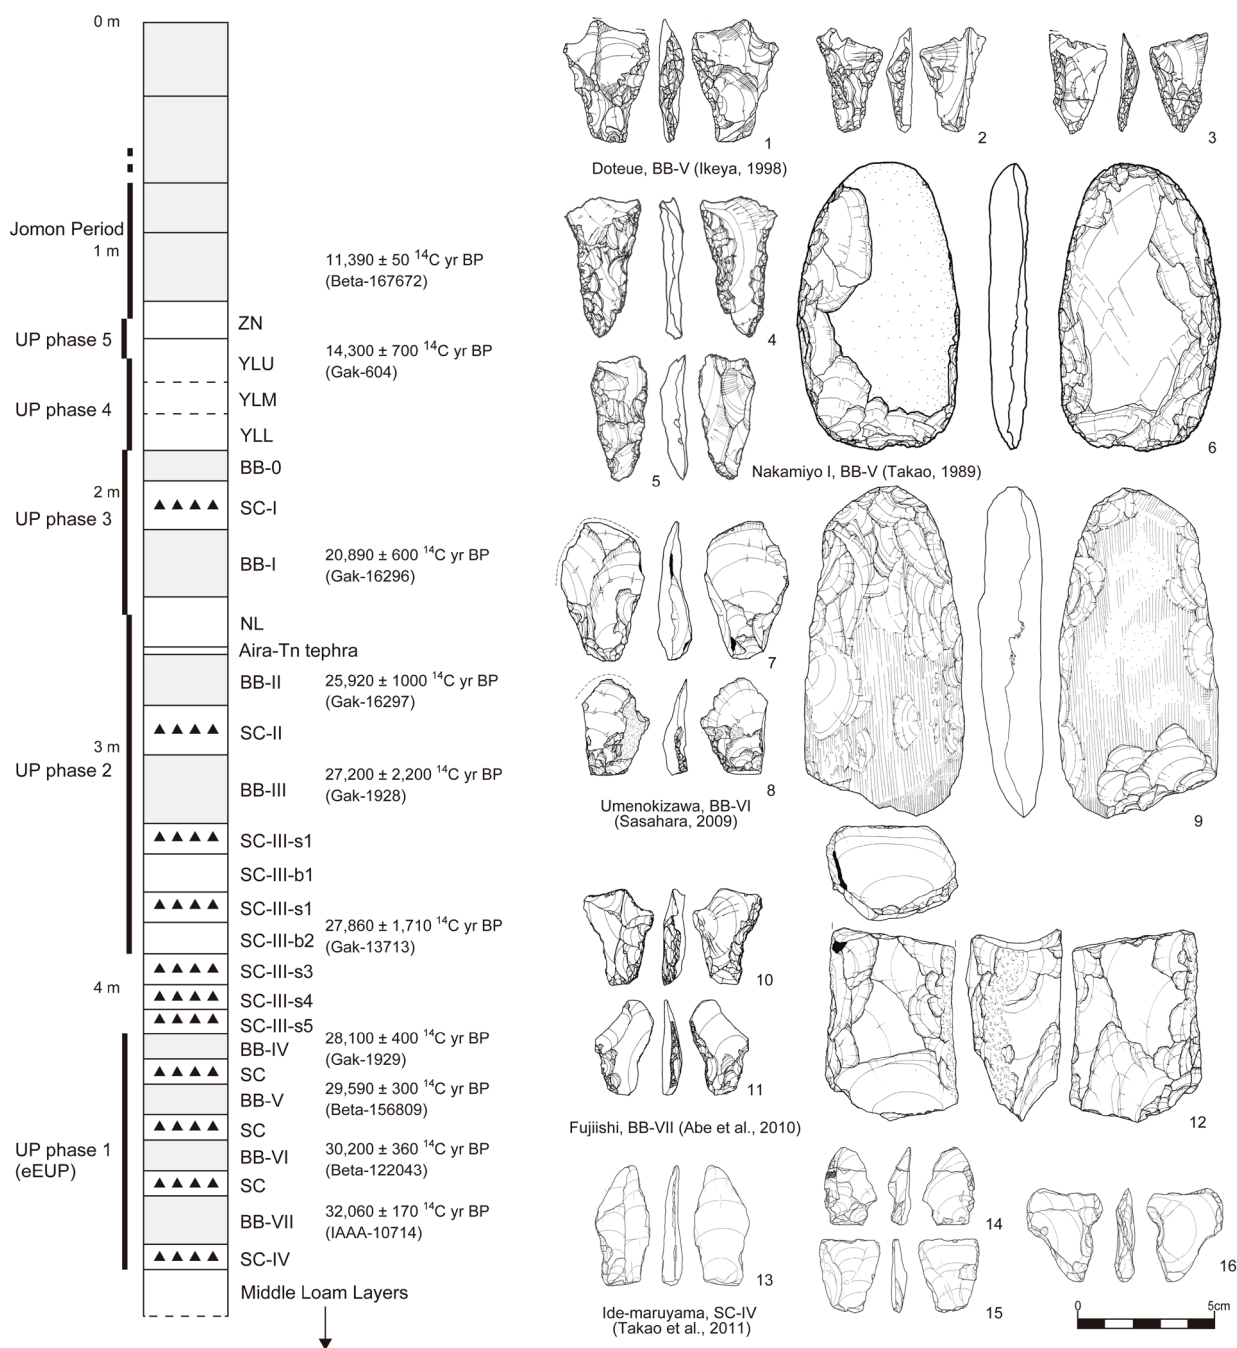 0 m
Jomon Period
1 m
11,390 ± 50 ¹⁴C yr BP
(Beta-167672)
ZN
UP phase 5
YLU
14,300 ± 700 ¹⁴C yr BP
(Gak-604)
YLM
UP phase 4
YLL
BB-0
2 m
SC-I
UP phase 3
BB-I
20,890 ± 600 ¹⁴C yr BP
(Gak-16296)
NL
Aira-Tn tephra
BB-II
25,920 ± 1000 ¹⁴C yr BP
(Gak-16297)
SC-II
3 m
UP phase 2
BB-III
27,200 ± 2,200 ¹⁴C yr BP
(Gak-1928)
SC-III-s1
SC-III-b1
SC-III-s1
SC-III-b2
27,860 ± 1,710 ¹⁴C yr BP
(Gak-13713)
SC-III-s3
4 m
SC-III-s4
SC-III-s5
BB-IV
28,100 ± 400 ¹⁴C yr BP
(Gak-1929)
SC
BB-V
29,590 ± 300 ¹⁴C yr BP
(Beta-156809)
SC
UP phase 1
(eEUP)
BB-VI
30,200 ± 360 ¹⁴C yr BP
(Beta-122043)
SC
BB-VII
32,060 ± 170 ¹⁴C yr BP
(IAAA-10714)
SC-IV
Middle Loam Layers
1
2
3
Doteue, BB-V (Ikeya, 1998)
4
5
6
Nakamiyo I, BB-V (Takao, 1989)
7
8
9
Umenokizawa, BB-VI
(Sasahara, 2009)
10
11
12
Fujiishi, BB-VII (Abe et al., 2010)
13
14
15
16
Ide-maruyama, SC-IV
(Takao et al., 2011)
0 5cm